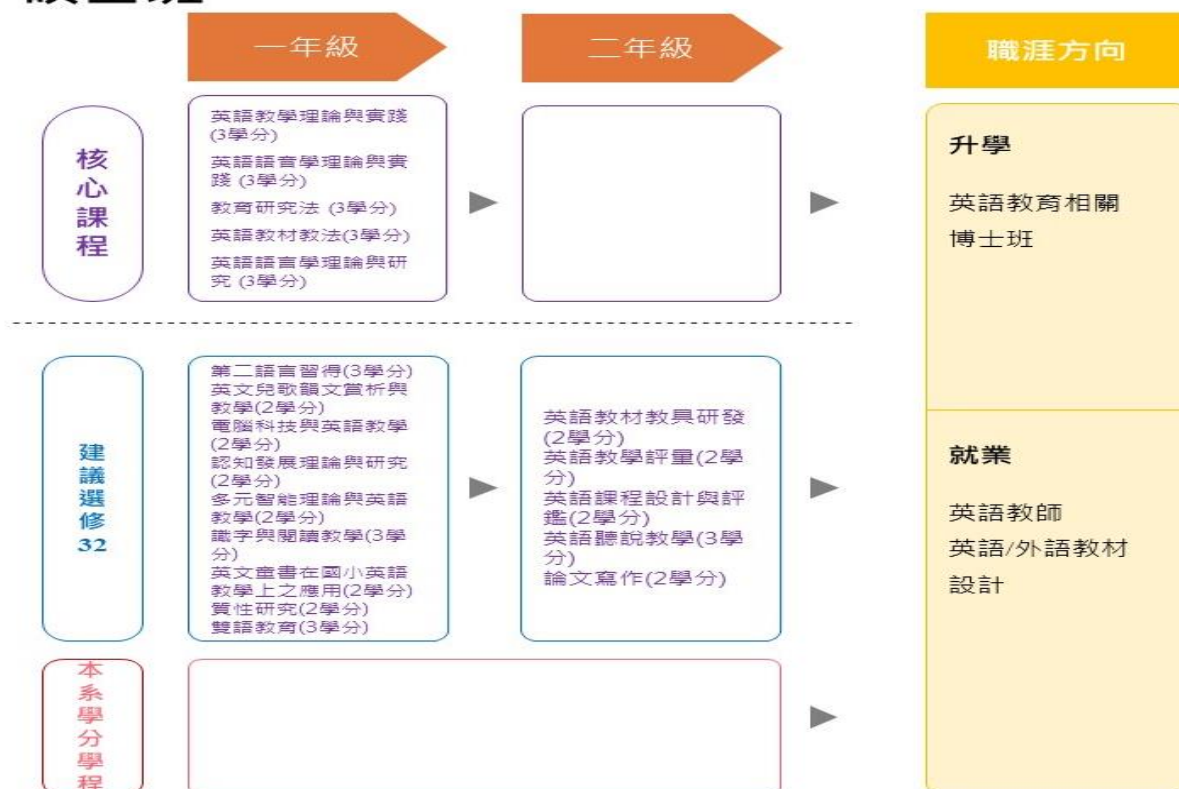 一年級
二年級
職涯方向
核心課程
英語教學理論與實踐
(3學分)
英語語音學理論與實
踐 (3學分)
教育研究法 (3學分)
英語教材教法(3學分)
英語語言學理論與研
究 (3學分)
升學
英語教育相關
博士班
建議選修
32
第二語言習得(3學分)
英文兒歌韻文賞析與
教學(2學分)
電腦科技與英語教學
(2學分)
認知發展理論與研究
(2學分)
多元智能理論與英語
教學(2學分)
識字與閱讀教學(3學
分)
英文童書在國小英語
教學上之應用(2學分)
質性研究(2學分)
雙語教育(3學分)
英語教材教具研發
(2學分)
英語教學評量(2學
分)
英語課程設計與評
鑑(2學分)
英語聽說教學(3學
分)
論文寫作(2學分)
就業
英語教師
英語/外語教材
設計
本系學分學程